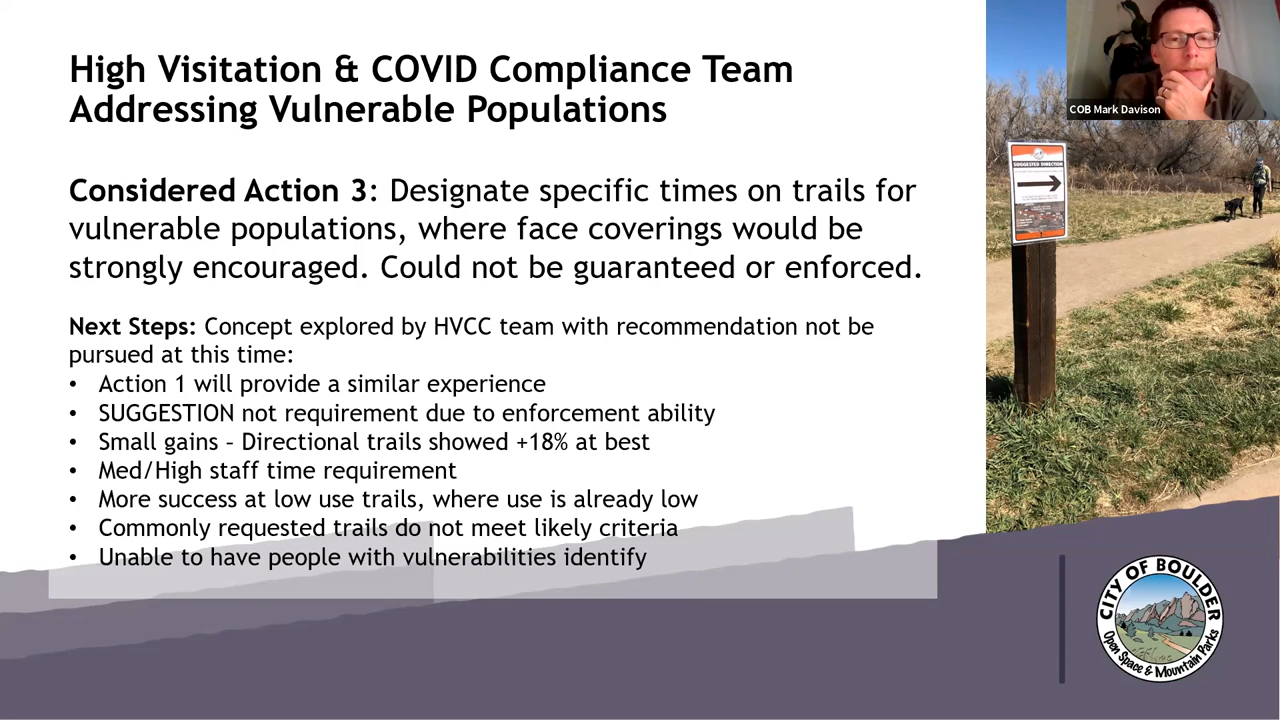 High Visitation & COVID Compliance Team
Addressing Vulnerable Populations
COB Mark Davison
Considered Action 3: Designate specific times on trails for
vulnerable populations, where face coverings would be
strongly encouraged. Could not be guaranteed or enforced.
SUGGESTED DIRECTION
Next Steps: Concept explored by HVCC team with recommendation not be
pursued at this time:
• Action 1 will provide a similar experience
• SUGGESTION not requirement due to enforcement ability
• Small gains – Directional trails showed +18% at best
• Med/High staff time requirement
• More success at low use trails, where use is already low
• Commonly requested trails do not meet likely criteria
• Unable to have people with vulnerabilities identify
CITY OF BOULDER
Open Space & Mountain Parks